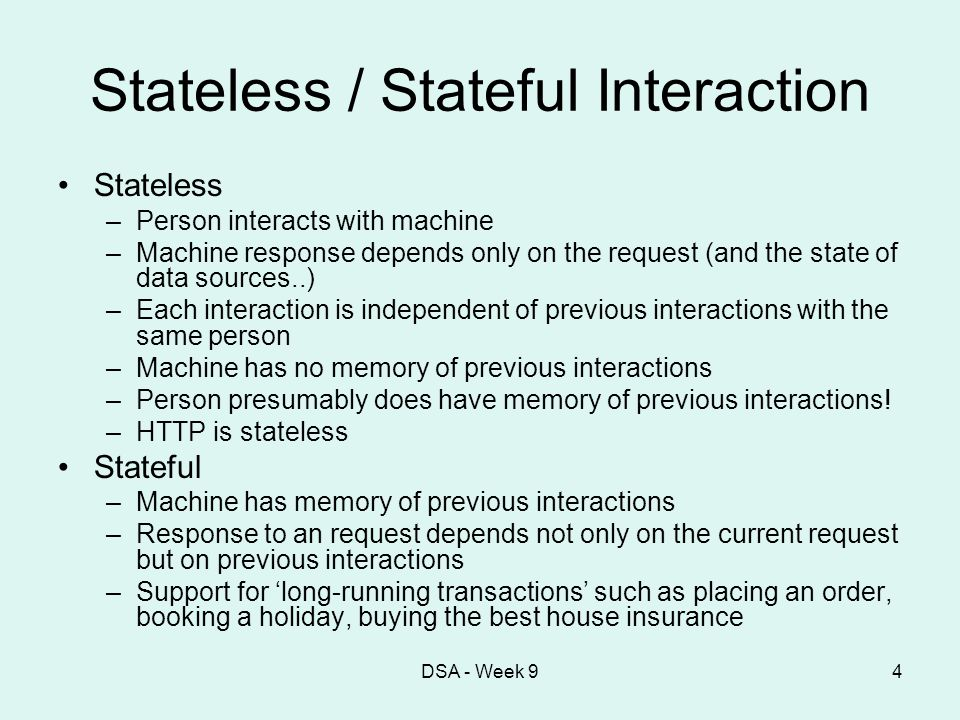 Stateless / Stateful Interaction
• Stateless
– Person interacts with machine
– Machine response depends only on the request (and the state of
data sources..)
– Each interaction is independent of previous interactions with the
same person
– Machine has no memory of previous interactions
– Person presumably does have memory of previous interactions!
– HTTP is stateless
• Stateful
– Machine has memory of previous interactions
– Response to an request depends not only on the current request
but on previous interactions
– Support for ‘long-running transactions’ such as placing an order,
booking a holiday, buying the best house insurance
DSA - Week 9
4